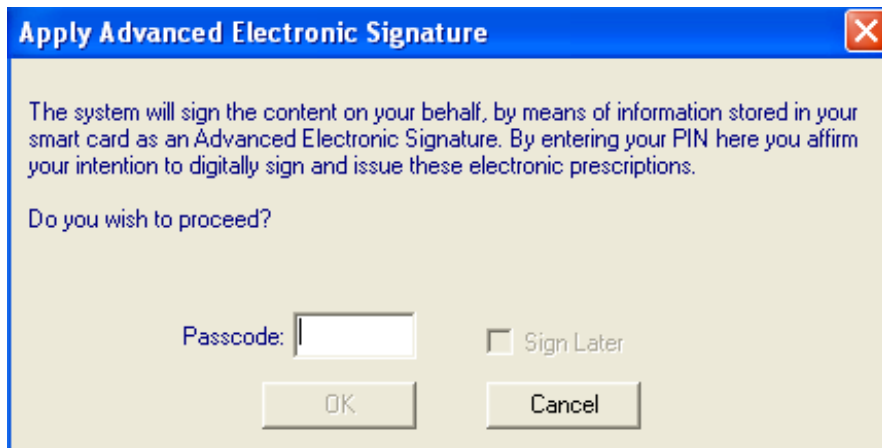 Apply Advanced Electronic Signature
The system will sign the content on your behalf, by means of information stored in your
smart card as an Advanced Electronic Signature. By entering your PIN here you affirm
your intention to digitally sign and issue these electronic prescriptions.
Do you wish to proceed?
Passcode:
Sign Later
OK
Cancel